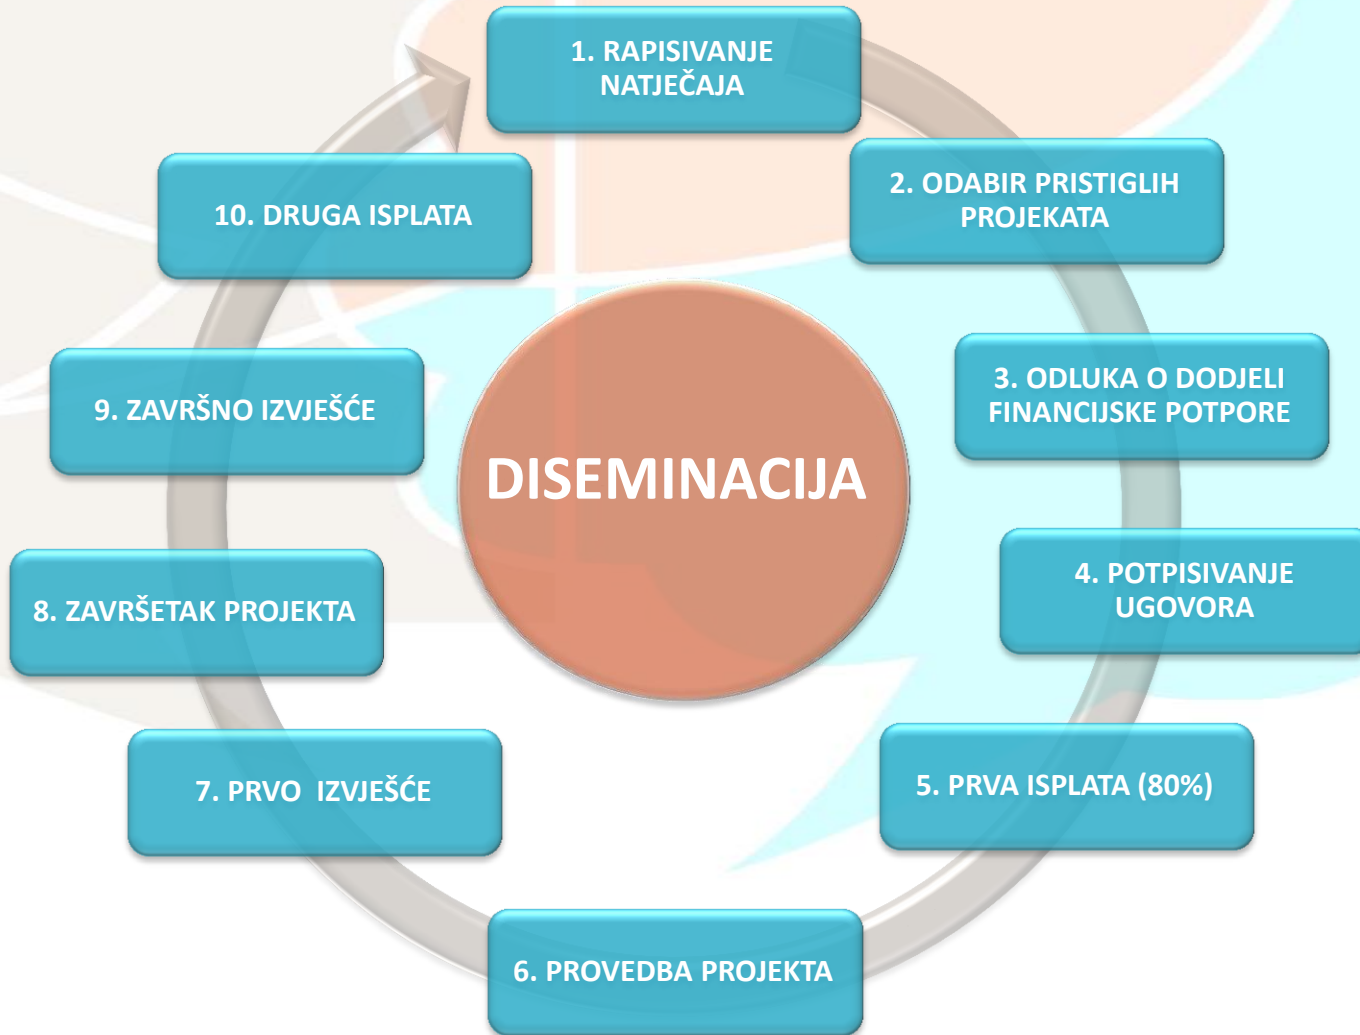 1. RAPISIVANJE
NATJEČAJA
2. ODABIR PRISTIGLIH
PROJEKATA
3. ODLUKA O DODJELI
FINANCIJSKE POTPORE
4. POTPISIVANJE
UGOVORA
5. PRVA ISPLATA (80%)
6. PROVEDBA PROJEKTA
7. PRVO  IZVJEŠĆE
8. ZAVRŠETAK PROJEKTA
9. ZAVRŠNO IZVJEŠĆE
10. DRUGA ISPLATA
DISEMINACIJA